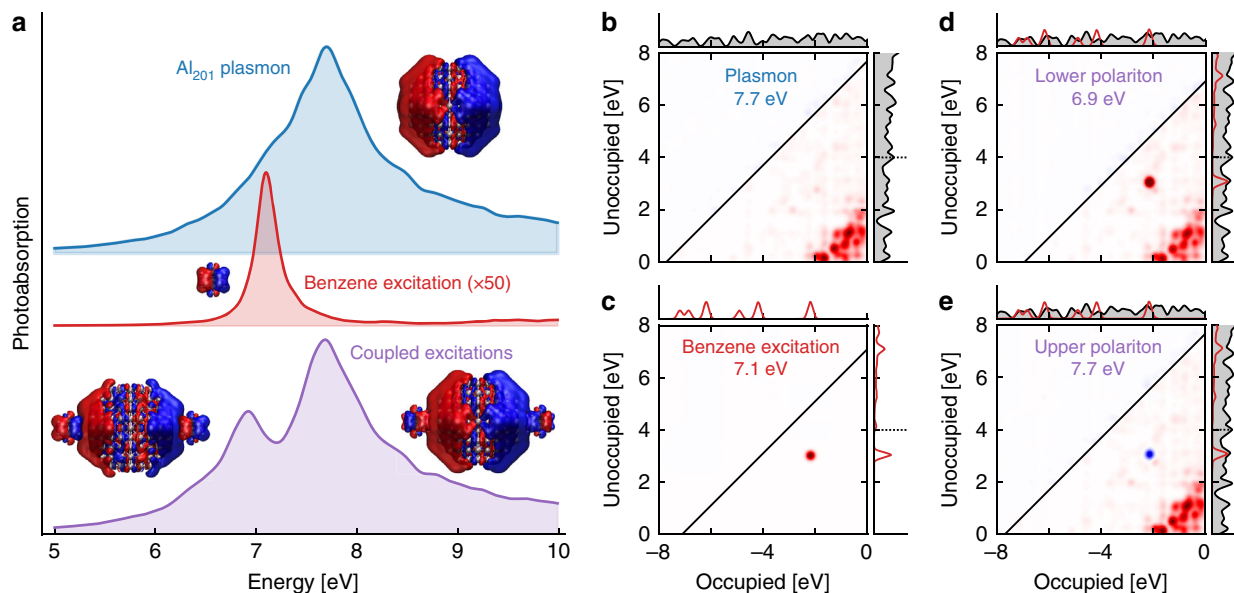 a
Photoabsorption
Al₂₀₁ plasmon
Benzene excitation (×50)
Coupled excitations
5 6 7 8 9 10
Energy [eV]
b
Plasmon
7.7 eV
Unoccupied [eV]
8
6
4
2
0
c
Benzene excitation
7.1 eV
Unoccupied [eV]
8
6
4
2
0
−8 −4 0
Occupied [eV]
d
Lower polariton
6.9 eV
Unoccupied [eV]
8
6
4
2
0
e
Upper polariton
7.7 eV
Unoccupied [eV]
8
6
4
2
0
−8 −4 0
Occupied [eV]